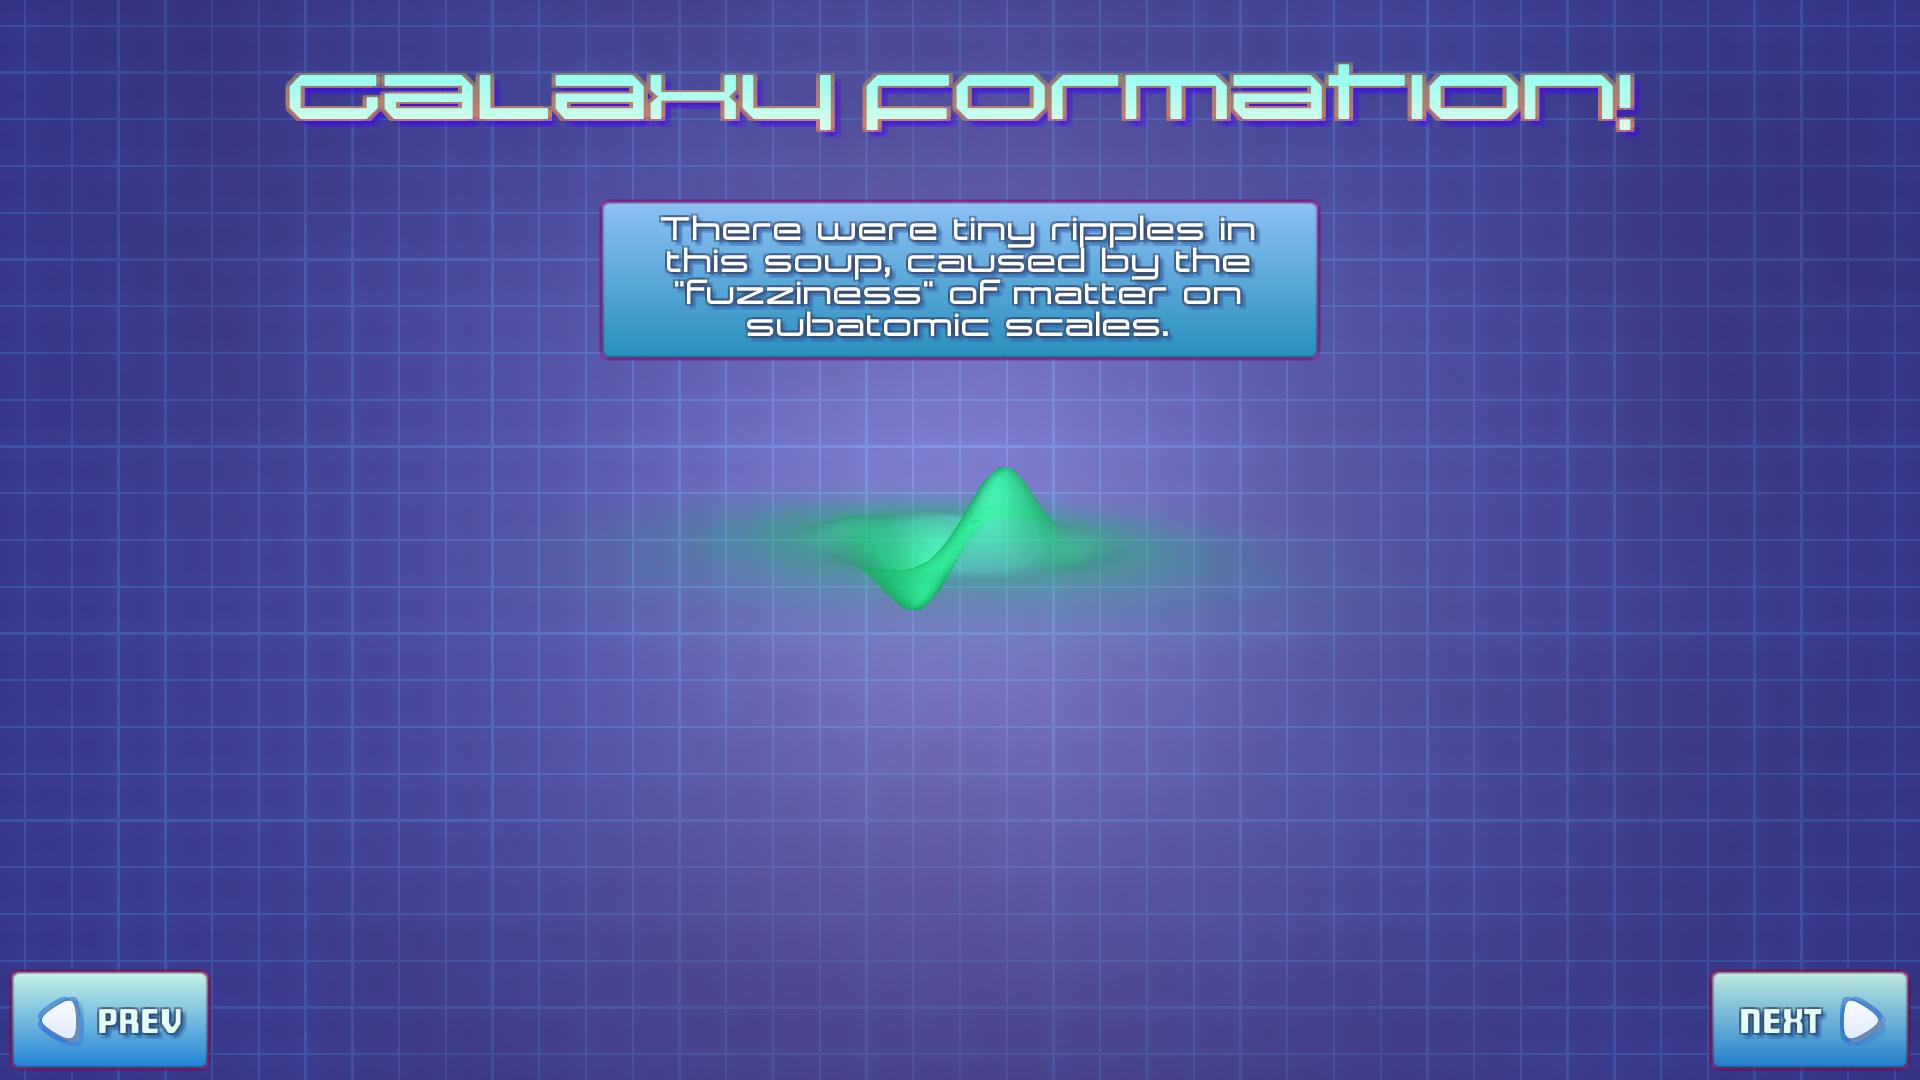 Galaxy Formation!
There were tiny ripples in
this soup, caused by the
"fuzziness" of matter on
subatomic scales.
PREV
NEXT